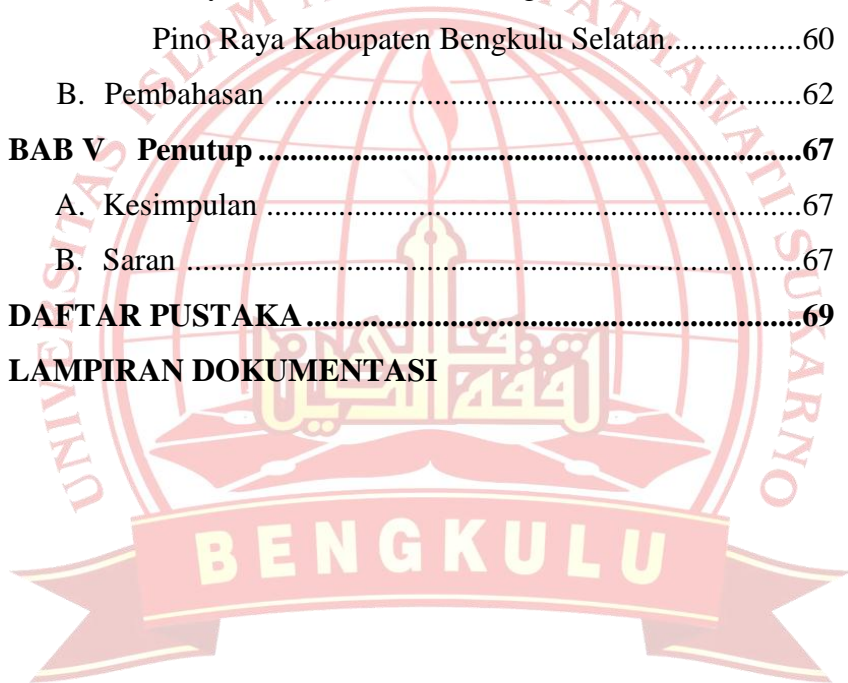 Pino Raya Kabupaten Bengkulu Selatan.................60
B. Pembahasan .............................................................62
BAB V Penutup ................................................................67
A. Kesimpulan ..............................................................67
B. Saran .......................................................................67
DAFTAR PUSTAKA ..........................................................69
LAMPIRAN DOKUMENTASI
BENGKULU